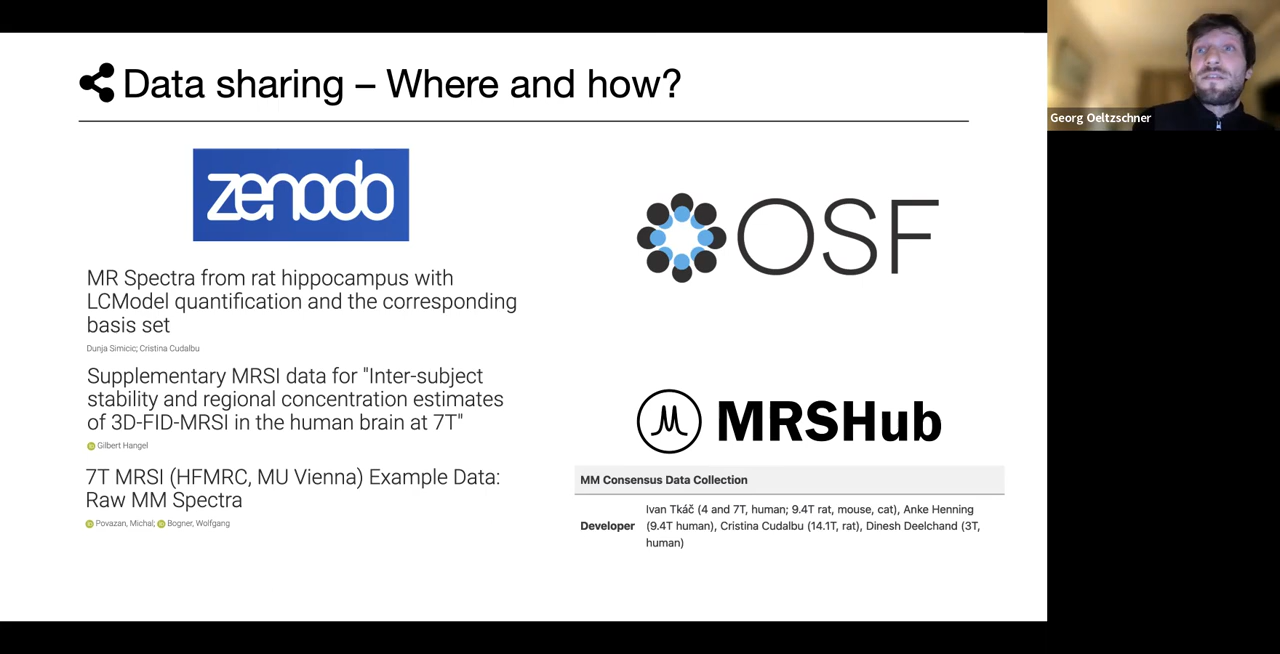 Data sharing – Where and how?
zenodo
MR Spectra from rat hippocampus with
LCModel quantification and the corresponding
basis set
Dunja Simicic; Cristina Cudalbu
Supplementary MRSI data for "Inter-subject
stability and regional concentration estimates
of 3D-FID-MRSI in the human brain at 7T"
iD Gilbert Hangel
7T MRSI (HFMRC, MU Vienna) Example Data:
Raw MM Spectra
iD Povazan, Michal; iD Bogner, Wolfgang
OSF
MRSHub
MM Consensus Data Collection
Developer
Ivan Tkáč (4 and 7T, human; 9.4T rat, mouse, cat), Anke Henning
(9.4T human), Cristina Cudalbu (14.1T, rat), Dinesh Deelchand (3T,
human)
Georg Oeltzschner